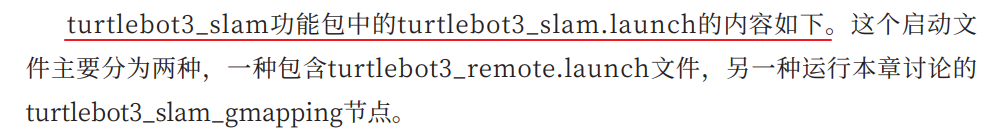 turtlebot3_slam功能包中的turtlebot3_slam.launch的内容如下。这个启动文
件主要分为两种，一种包含turtlebot3_remote.launch文件，另一种运行本章讨论的
turtlebot3_slam_gmapping节点。